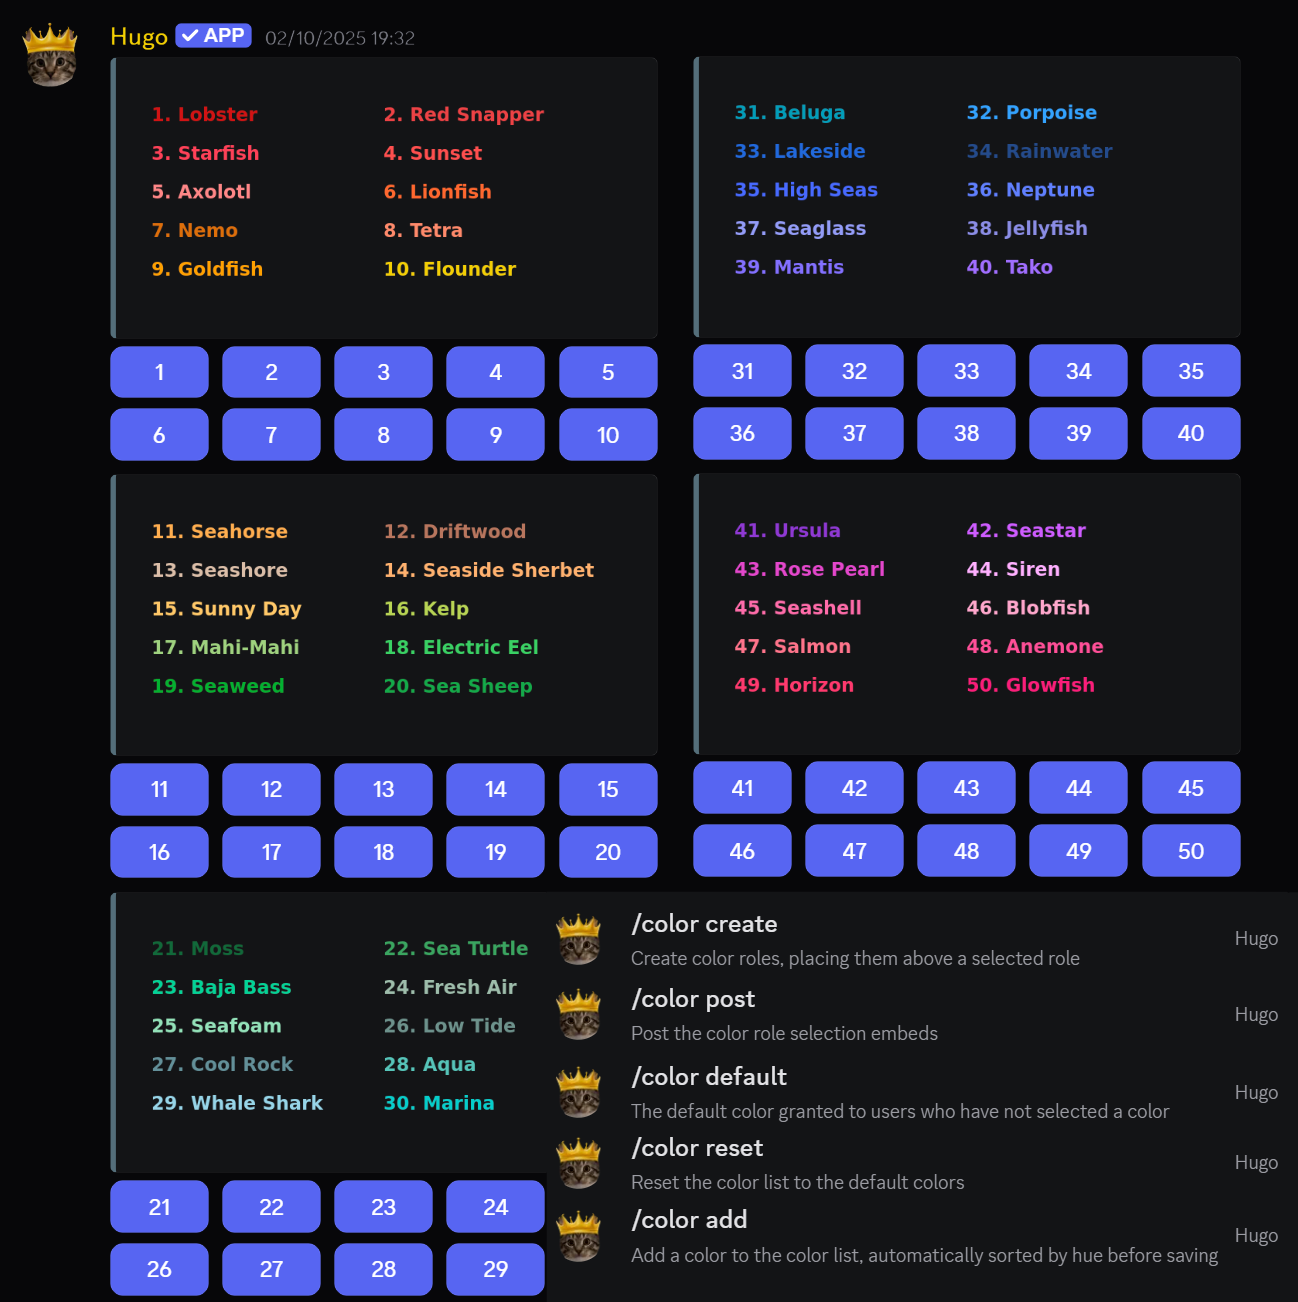 Hugo ✓ APP 02/10/2025 19:32
1. Lobster 2. Red Snapper
3. Starfish 4. Sunset
5. Axolotl 6. Lionfish
7. Nemo 8. Tetra
9. Goldfish 10. Flounder
1 2 3 4 5
6 7 8 9 10
11. Seahorse 12. Driftwood
13. Seashore 14. Seaside Sherbet
15. Sunny Day 16. Kelp
17. Mahi-Mahi 18. Electric Eel
19. Seaweed 20. Sea Sheep
11 12 13 14 15
16 17 18 19 20
21. Moss 22. Sea Turtle
23. Baja Bass 24. Fresh Air
25. Seafoam 26. Low Tide
27. Cool Rock 28. Aqua
29. Whale Shark 30. Marina
21 22 23 24
26 27 28 29
31. Beluga 32. Porpoise
33. Lakeside 34. Rainwater
35. High Seas 36. Neptune
37. Seaglass 38. Jellyfish
39. Mantis 40. Tako
31 32 33 34 35
36 37 38 39 40
41. Ursula 42. Seastar
43. Rose Pearl 44. Siren
45. Seashell 46. Blobfish
47. Salmon 48. Anemone
49. Horizon 50. Glowfish
41 42 43 44 45
46 47 48 49 50
/color create
Create color roles, placing them above a selected role
Hugo
/color post
Post the color role selection embeds
Hugo
/color default
The default color granted to users who have not selected a color
Hugo
/color reset
Reset the color list to the default colors
Hugo
/color add
Add a color to the color list, automatically sorted by hue before saving
Hugo